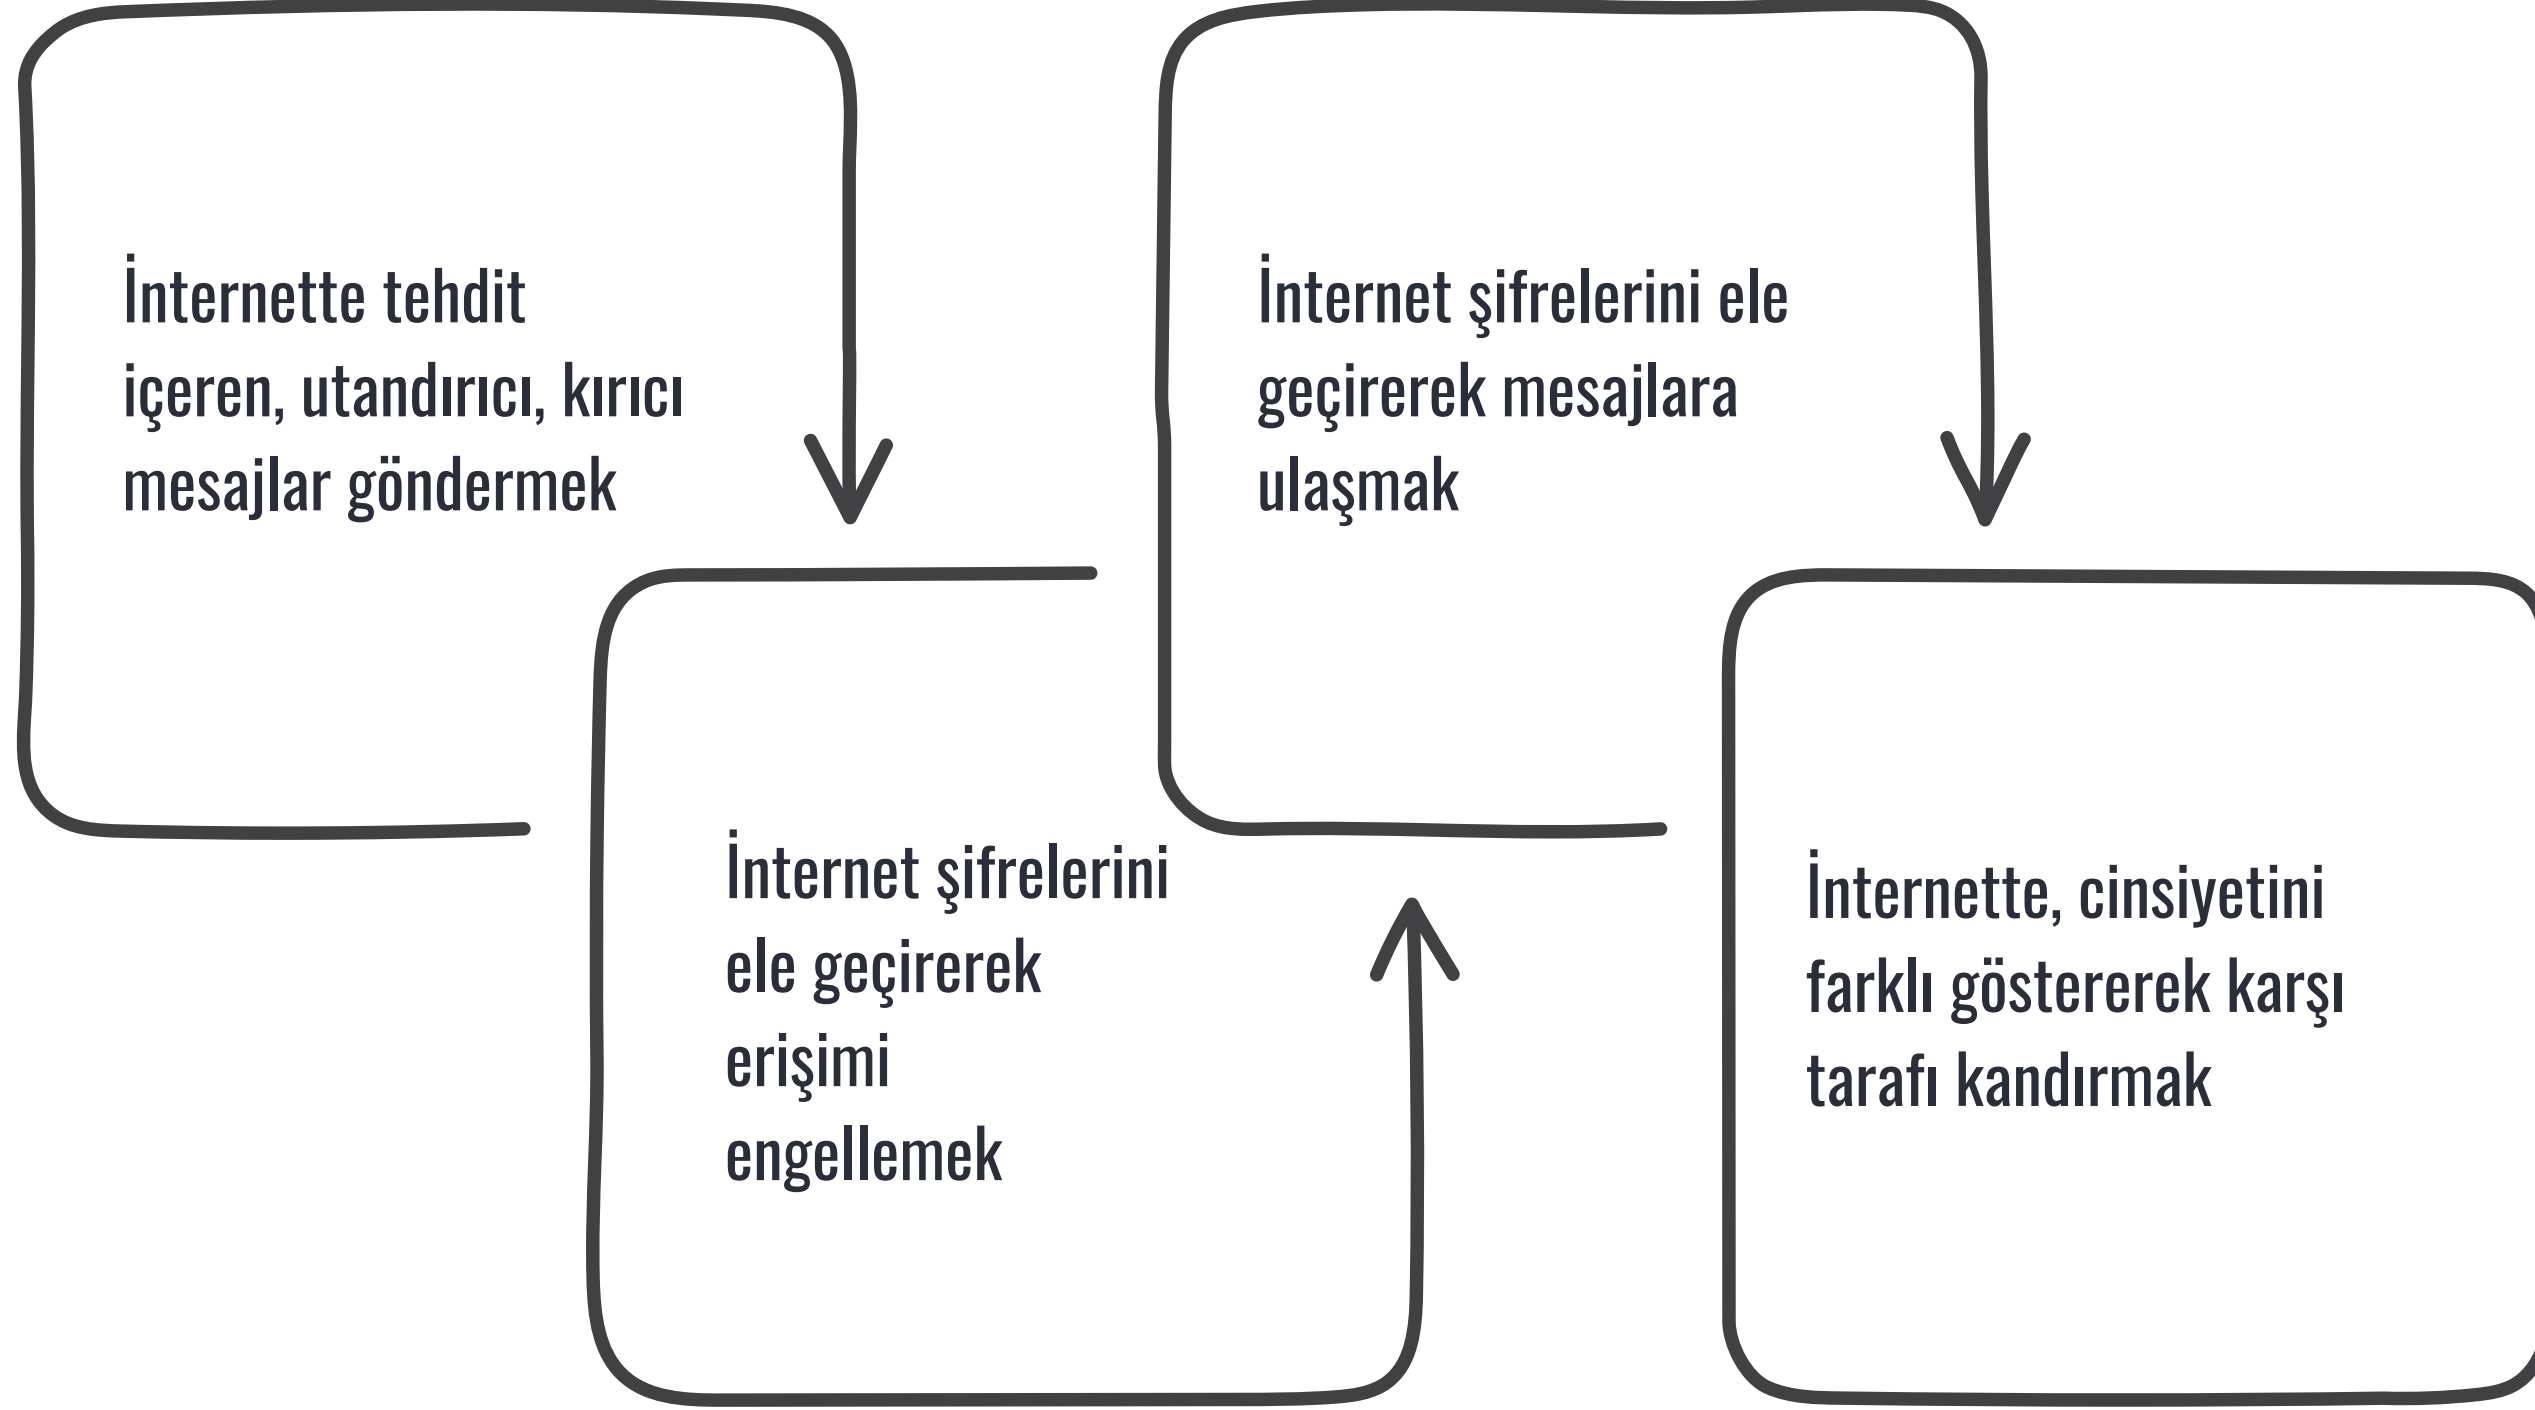 İnternette tehdit
içeren, utandırıcı, kırıcı
mesajlar göndermek
İnternet şifrelerini
ele geçirerek
erişimi
engellemek
İnternet şifrelerini ele
geçirerek mesajlara
ulaşmak
İnternette, cinsiyetini
farklı göstererek karşı
tarafı kandırmak